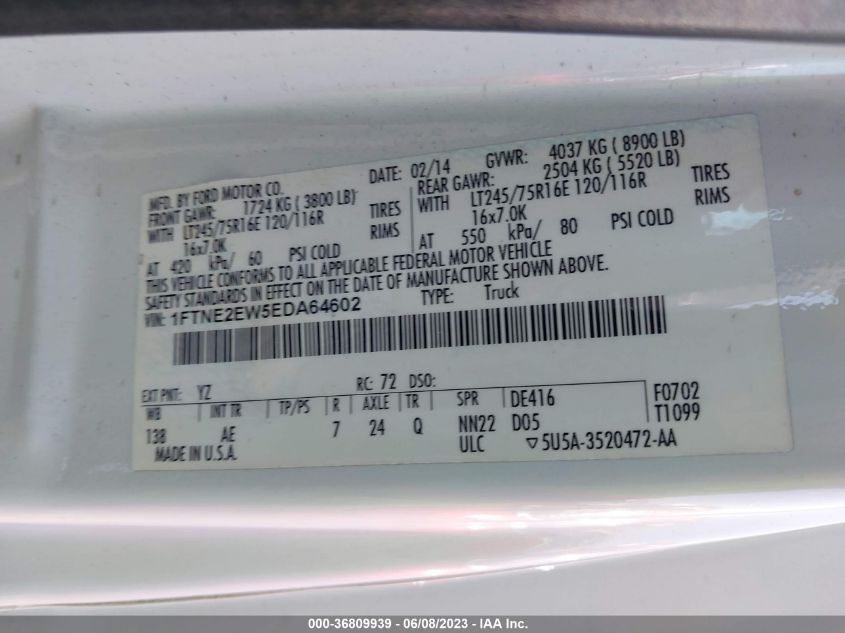 MFD. BY FORD MOTOR CO.
DATE: 02/14 GVWR: 4037 KG ( 8900 LB)
FRONT GAWR: 1724 KG ( 3800 LB) REAR GAWR: 2504 KG ( 5520 LB)
WITH LT245/75R16E 120/116R TIRES WITH LT245/75R16E 120/116R TIRES
16x7.0K RIMS 16x7.0K RIMS
AT 420 kPa/ 60 PSI COLD AT 550 kPa/ 80 PSI COLD
THIS VEHICLE CONFORMS TO ALL APPLICABLE FEDERAL MOTOR VEHICLE
SAFETY STANDARDS IN EFFECT ON THE DATE OF MANUFACTURE SHOWN ABOVE.
VIN: 1FTNE2EW5EDA64602 TYPE: Truck
EXT PNT: YZ RC: 72 DSO:
WB INT TR TP/PS R AXLE TR SPR DE416 F0702
138 AE 7 24 Q NN22 D05 T1099
MADE IN U.S.A. ULC ▽5U5A-3520472-AA
000-36809939 - 06/08/2023 - IAA Inc.